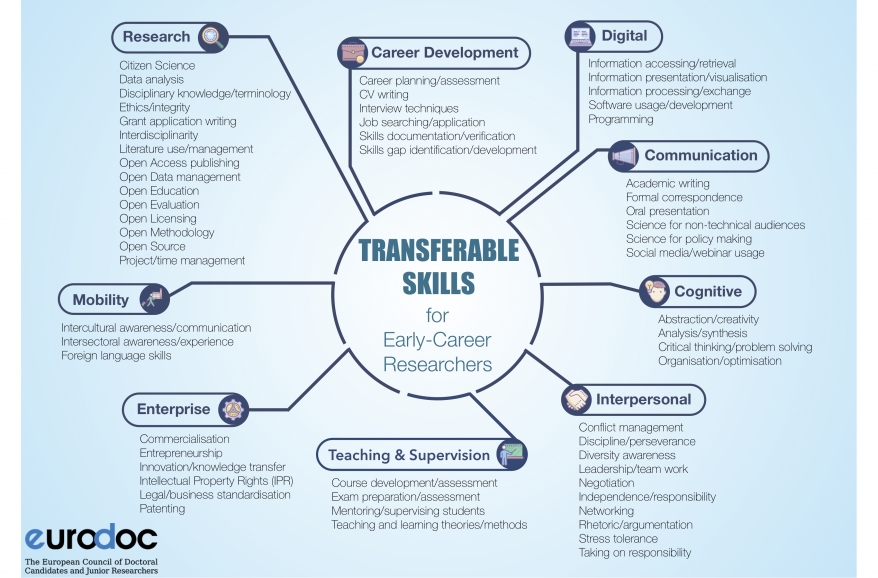 Research
Citizen Science
Data analysis
Disciplinary knowledge/terminology
Ethics/integrity
Grant application writing
Interdisciplinarity
Literature use/management
Open Access publishing
Open Data management
Open Education
Open Evaluation
Open Licensing
Open Methodology
Open Source
Project/time management
Career Development
Career planning/assessment
CV writing
Interview techniques
Job searching/application
Skills documentation/verification
Skills gap identification/development
Digital
Information accessing/retrieval
Information presentation/visualisation
Information processing/exchange
Software usage/development
Programming
Communication
Academic writing
Formal correspondence
Oral presentation
Science for non-technical audiences
Science for policy making
Social media/webinar usage
TRANSFERABLE
SKILLS
for
Early-Career
Researchers
Mobility
Intercultural awareness/communication
Intersectoral awareness/experience
Foreign language skills
Cognitive
Abstraction/creativity
Analysis/synthesis
Critical thinking/problem solving
Organisation/optimisation
Enterprise
Commercialisation
Entrepreneurship
Innovation/knowledge transfer
Intellectual Property Rights (IPR)
Legal/business standardisation
Patenting
Teaching & Supervision
Course development/assessment
Exam preparation/assessment
Mentoring/supervising students
Teaching and learning theories/methods
Interpersonal
Conflict management
Discipline/perseverance
Diversity awareness
Leadership/team work
Negotiation
Independence/responsibility
Networking
Rhetoric/argumentation
Stress tolerance
Taking on responsibility
eurodoc
The European Council of Doctoral
Candidates and Junior Researchers